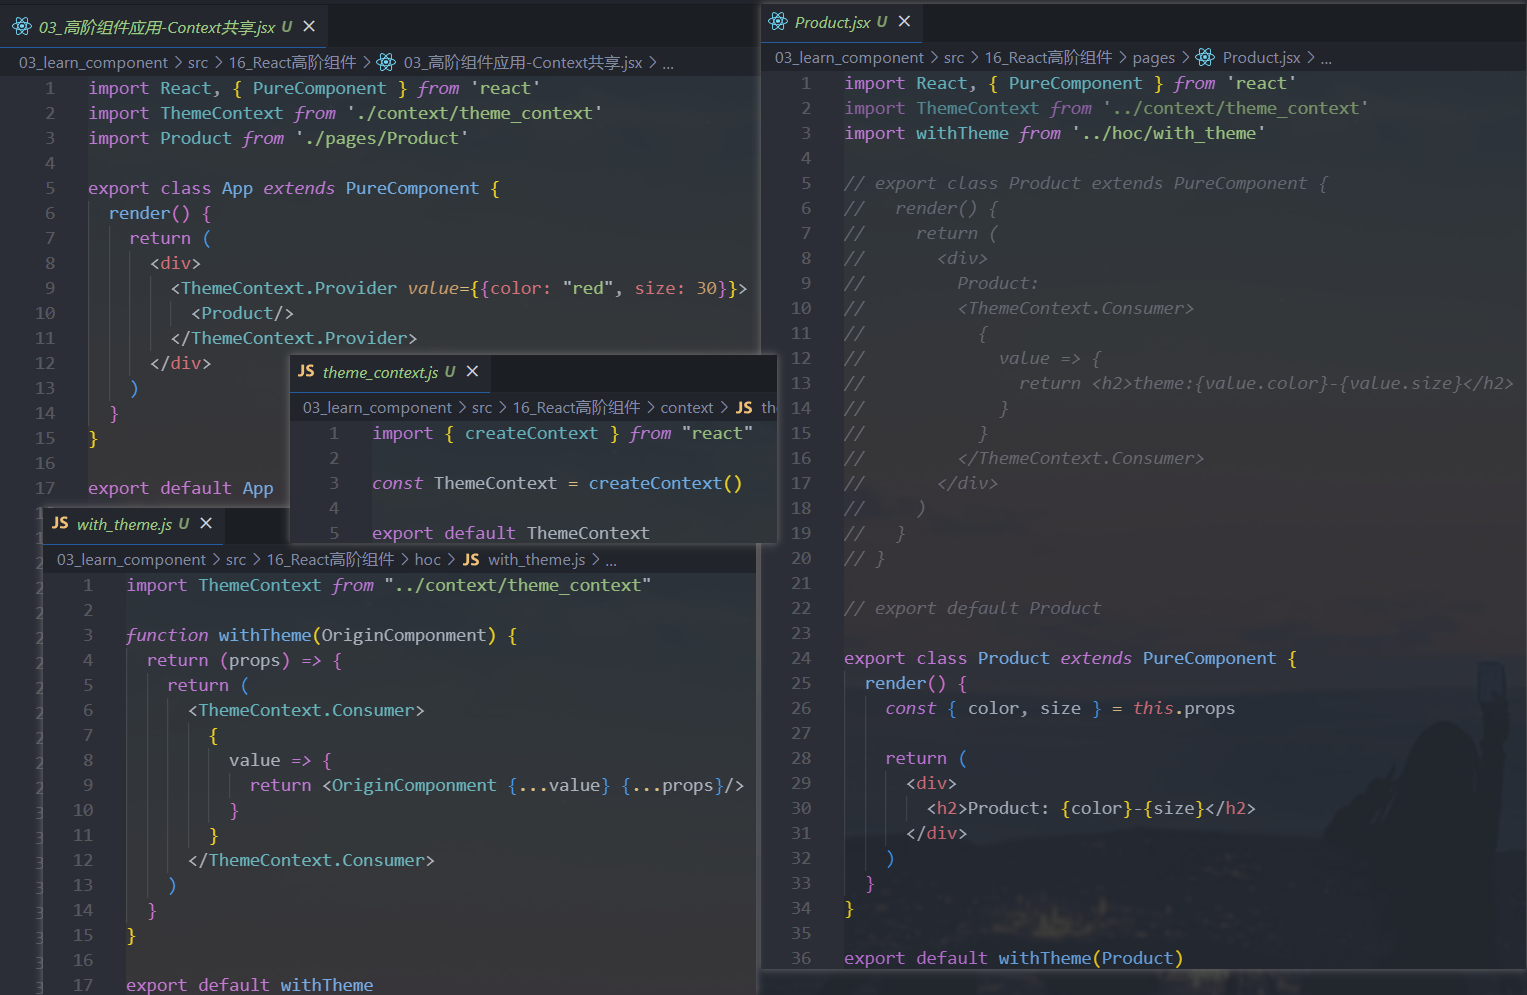 03_高阶组件应用-Context共享.jsx U ×
03_learn_component > src > 16_React高阶组件 > 03_高阶组件应用-Context共享.jsx > ...
1 import React, { PureComponent } from 'react'
2 import ThemeContext from './context/theme_context'
3 import Product from './pages/Product'
4
5 export class App extends PureComponent {
6 render() {
7 return (
8 <div>
9 <ThemeContext.Provider value={{color: "red", size: 30}}>
10 <Product/>
11 </ThemeContext.Provider>
12 </div>
13 )
14 }
15 }
16
17 export default App
JS theme_context.js U ×
03_learn_component > src > 16_React高阶组件 > context > JS th
1 import { createContext } from "react"
2
3 const ThemeContext = createContext()
4
5 export default ThemeContext
JS with_theme.js U ×
03_learn_component > src > 16_React高阶组件 > hoc > JS with_theme.js > ...
1 import ThemeContext from "../context/theme_context"
2
3 function withTheme(OriginComponment) {
4 return (props) => {
5 return (
6 <ThemeContext.Consumer>
7 {
8 value => {
9 return <OriginComponment {...value} {...props}/>
10 }
11 }
12 </ThemeContext.Consumer>
13 )
14 }
15 }
16
17 export default withTheme
Product.jsx U ×
03_learn_component > src > 16_React高阶组件 > pages > Product.jsx > ...
1 import React, { PureComponent } from 'react'
2 import ThemeContext from '../context/theme_context'
3 import withTheme from '../hoc/with_theme'
4
5 // export class Product extends PureComponent {
6 // render() {
7 // return (
8 // <div>
9 // Product:
10 // <ThemeContext.Consumer>
11 // {
12 // value => {
13 // return <h2>theme:{value.color}-{value.size}</h2>
14 // }
15 // }
16 // </ThemeContext.Consumer>
17 // </div>
18 // )
19 // }
20 // }
21
22 // export default Product
23
24 export class Product extends PureComponent {
25 render() {
26 const { color, size } = this.props
27
28 return (
29 <div>
30 <h2>Product: {color}-{size}</h2>
31 </div>
32 )
33 }
34 }
35
36 export default withTheme(Product)